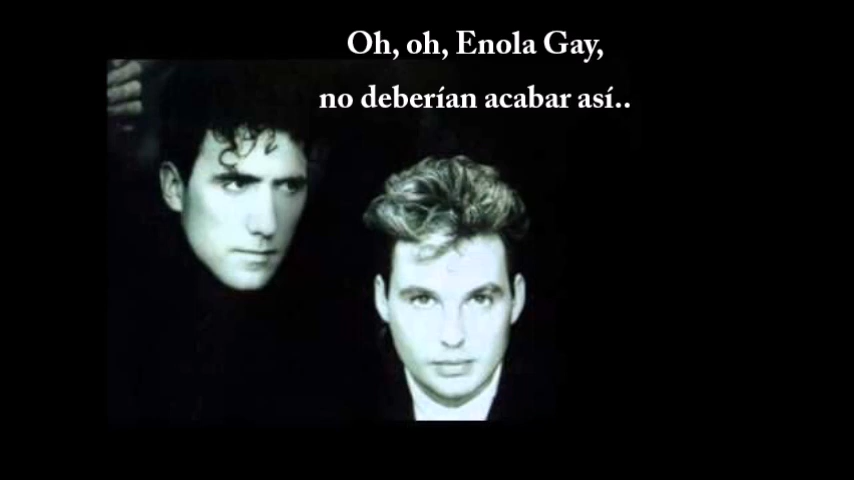 Oh, oh, Enola Gay,
no deberían acabar así..